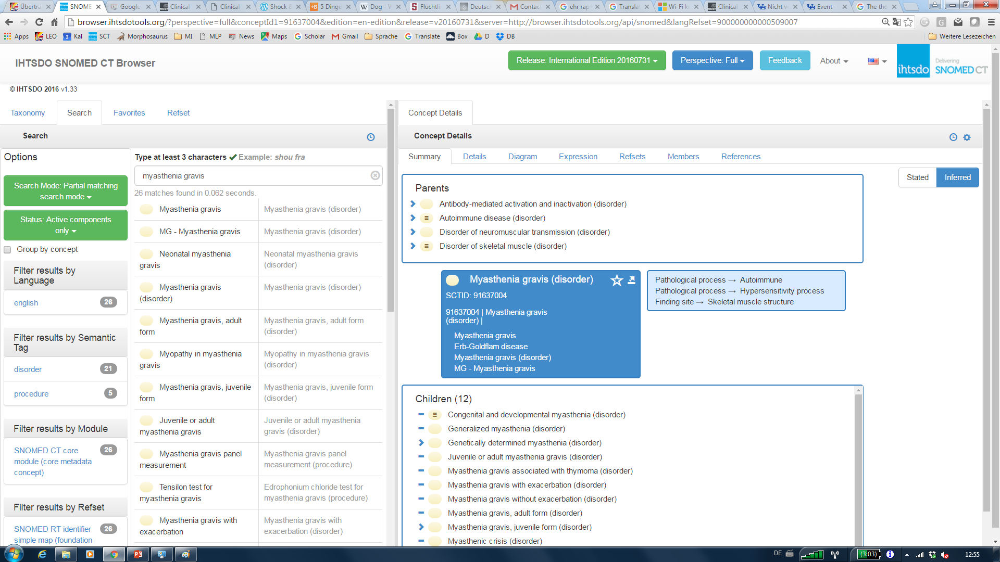 Übertra
SNOME
Google
Clinical
Clinical
Shock &
5 Dinge
Dog - W
Flüchtli
Deutsch
Contac
ehr rap
Translat
Wi-Fi k
Clinical
Nicht v
Event -
The tho
browser.ihtsdotools.org/?perspective=full&conceptId1=91637004&edition=en-edition&release=v20160731&server=http://browser.ihtsdotools.org/api/snomed&langRefset=900000000000509007
Apps LEO Kal SCT Morphosaurus MI MLP News Maps Scholar Gmail Sprache Translate Box D DB Weitere Lesezeichen
IHTSDO SNOMED CT Browser
Release: International Edition 20160731
Perspective: Full
Feedback
About
ihtsdo
Delivering
SNOMED CT
© IHTSDO 2016 v1.33
Taxonomy Search Favorites Refset
Search
Options
Search Mode: Partial matching
search mode
Status: Active components
only
Group by concept
Filter results by
Language
english 26
Filter results by Semantic
Tag
disorder 21
procedure 5
Filter results by Module
SNOMED CT core 26
module (core metadata
concept)
Filter results by Refset
SNOMED RT identifier 26
simple map (foundation
Type at least 3 characters Example: shou fra
myasthenia gravis
26 matches found in 0.062 seconds.
Myasthenia gravis
Myasthenia gravis (disorder)
MG - Myasthenia gravis
Myasthenia gravis (disorder)
Neonatal myasthenia
gravis
Neonatal myasthenia gravis
(disorder)
Myasthenia gravis
(disorder)
Myasthenia gravis (disorder)
Myasthenia gravis, adult
form
Myasthenia gravis, adult form
(disorder)
Myopathy in myasthenia
gravis
Myopathy in myasthenia gravis
(disorder)
Myasthenia gravis, juvenile
form
Myasthenia gravis, juvenile form
(disorder)
Juvenile or adult
myasthenia gravis
Juvenile or adult myasthenia
gravis (disorder)
Myasthenia gravis panel
measurement
Myasthenia gravis panel
measurement (procedure)
Tensilon test for
myasthenia gravis
Edrophonium chloride test for
myasthenia gravis (procedure)
Myasthenia gravis with
exacerbation
Myasthenia gravis with
exacerbation (disorder)
Concept Details
Concept Details
Summary Details Diagram Expression Refsets Members References
Stated Inferred
Parents
Antibody-mediated activation and inactivation (disorder)
Autoimmune disease (disorder)
Disorder of neuromuscular transmission (disorder)
Disorder of skeletal muscle (disorder)
Myasthenia gravis (disorder)
SCTID: 91637004
91637004 | Myasthenia gravis
(disorder) |
Myasthenia gravis
Erb-Goldflam disease
Myasthenia gravis (disorder)
MG - Myasthenia gravis
Pathological process → Autoimmune
Pathological process → Hypersensitivity process
Finding site → Skeletal muscle structure
Children (12)
Congenital and developmental myasthenia (disorder)
Generalized myasthenia (disorder)
Genetically determined myasthenia (disorder)
Juvenile or adult myasthenia gravis (disorder)
Myasthenia gravis associated with thymoma (disorder)
Myasthenia gravis with exacerbation (disorder)
Myasthenia gravis without exacerbation (disorder)
Myasthenia gravis, adult form (disorder)
Myasthenia gravis, juvenile form (disorder)
Myasthenic crisis (disorder)
DE
(3:03)
12:55